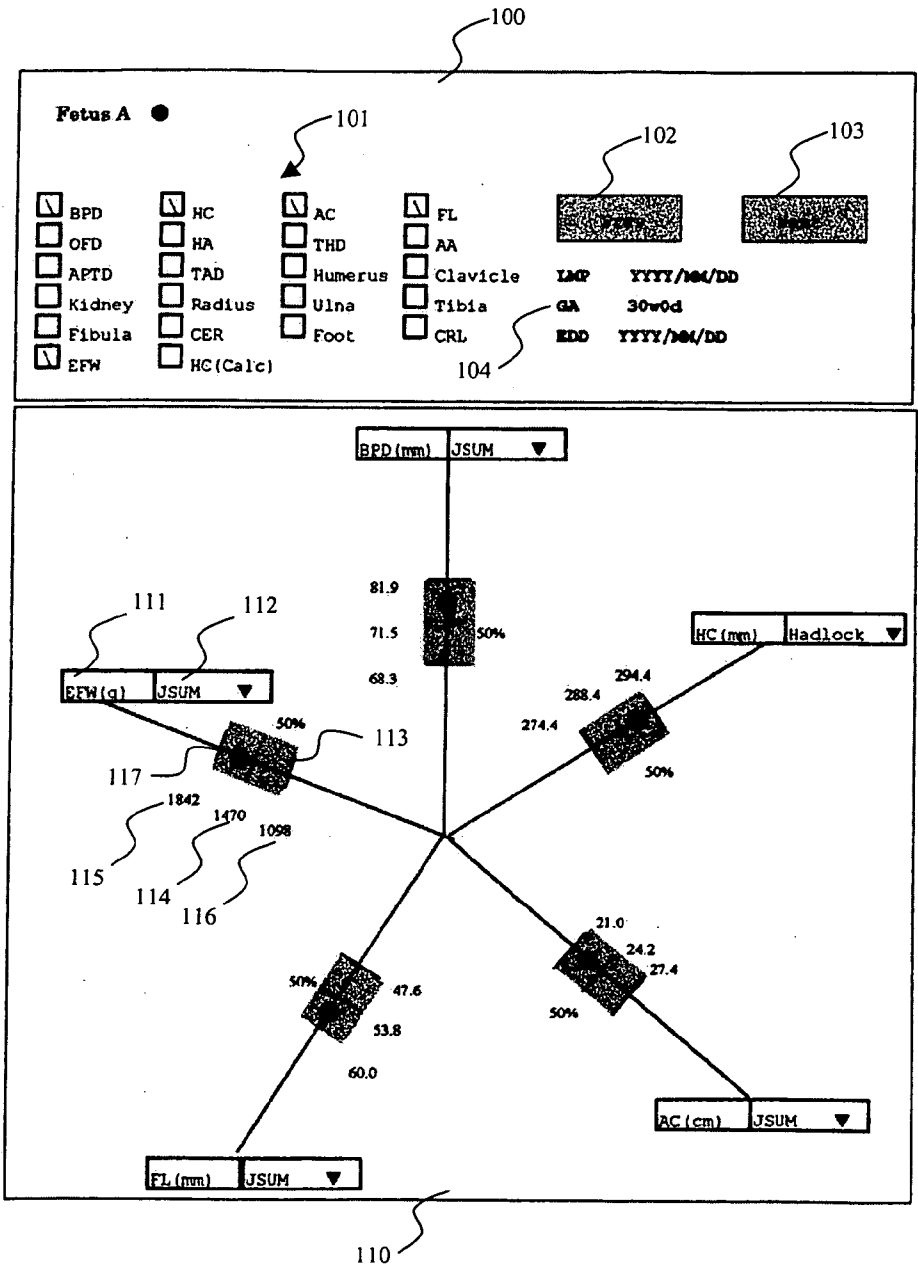 100
Fetus A
101
102
103
BPD HC AC FL
OFD HA THD AA
APTD TAD Humerus Clavicle
LMP YYYY/MM/DD
Kidney Radius Ulna Tibia
GA 30w0d
Fibula CER Foot CRL
EDD YYYY/MM/DD
EFW HC(Calc)
104
BPD(mm) JSUM
81.9
71.5
50%
68.3
111
112
HC(mm) Hadlock
294.4
288.4
274.4
50%
EFW(g) JSUM
50%
113
117
1842
1470
1098
115
114
116
21.0
24.2
27.4
50%
50%
47.6
53.8
60.0
AC(cm) JSUM
FL(mm) JSUM
110